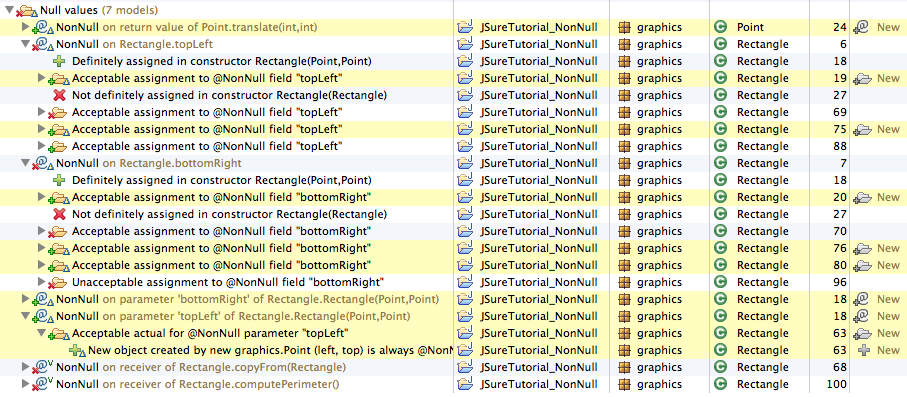 Null values (7 models)
NonNull on return value of Point.translate(int,int) JSureTutorial_NonNull graphics Point 24 New
NonNull on Rectangle.topLeft JSureTutorial_NonNull graphics Rectangle 6
Definitely assigned in constructor Rectangle(Point,Point) JSureTutorial_NonNull graphics Rectangle 18
Acceptable assignment to @NonNull field "topLeft" JSureTutorial_NonNull graphics Rectangle 19 New
Not definitely assigned in constructor Rectangle(Rectangle) JSureTutorial_NonNull graphics Rectangle 27
Acceptable assignment to @NonNull field "topLeft" JSureTutorial_NonNull graphics Rectangle 69
Acceptable assignment to @NonNull field "topLeft" JSureTutorial_NonNull graphics Rectangle 75 New
Acceptable assignment to @NonNull field "topLeft" JSureTutorial_NonNull graphics Rectangle 88
NonNull on Rectangle.bottomRight JSureTutorial_NonNull graphics Rectangle 7
Definitely assigned in constructor Rectangle(Point,Point) JSureTutorial_NonNull graphics Rectangle 18
Acceptable assignment to @NonNull field "bottomRight" JSureTutorial_NonNull graphics Rectangle 20 New
Not definitely assigned in constructor Rectangle(Rectangle) JSureTutorial_NonNull graphics Rectangle 27
Acceptable assignment to @NonNull field "bottomRight" JSureTutorial_NonNull graphics Rectangle 70
Acceptable assignment to @NonNull field "bottomRight" JSureTutorial_NonNull graphics Rectangle 76 New
Acceptable assignment to @NonNull field "bottomRight" JSureTutorial_NonNull graphics Rectangle 80 New
Unacceptable assignment to @NonNull field "bottomRight" JSureTutorial_NonNull graphics Rectangle 96
NonNull on parameter 'bottomRight' of Rectangle.Rectangle(Point,Point) JSureTutorial_NonNull graphics Rectangle 18 New
NonNull on parameter 'topLeft' of Rectangle.Rectangle(Point,Point) JSureTutorial_NonNull graphics Rectangle 18 New
Acceptable actual for @NonNull parameter "topLeft" JSureTutorial_NonNull graphics Rectangle 63 New
New object created by new graphics.Point (left, top) is always @NonN JSureTutorial_NonNull graphics Rectangle 63 New
NonNull on receiver of Rectangle.copyFrom(Rectangle) JSureTutorial_NonNull graphics Rectangle 68
NonNull on receiver of Rectangle.computePerimeter() JSureTutorial_NonNull graphics Rectangle 100